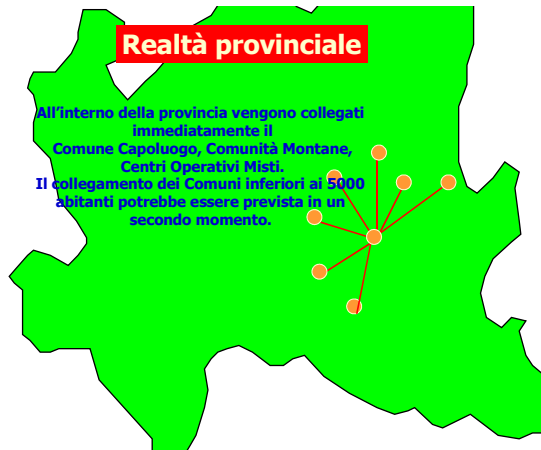 Realtà provinciale
All'interno della provincia vengono collegati
immediatamente il
Comune Capoluogo, Comunità Montane,
Centri Operativi Misti.
Il collegamento dei Comuni inferiori ai 5000
abitanti potrebbe essere prevista in un
secondo momento.